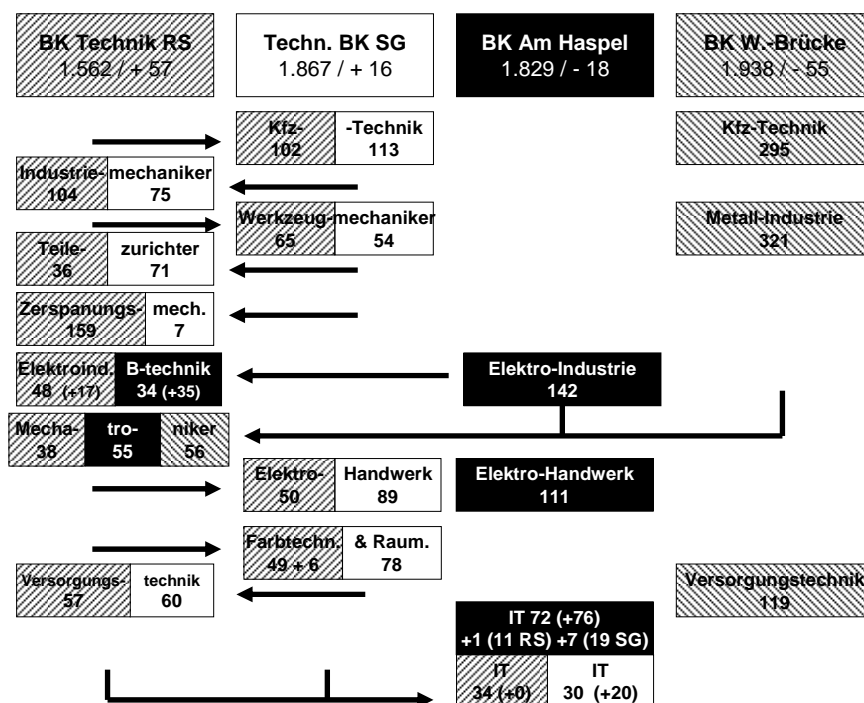 BK Technik RS
1.562 / + 57
Techn. BK SG
1.867 / + 16
BK Am Haspel
1.829 / - 18
BK W.-Brücke
1.938 / - 55
Kfz- -Technik
102 113
Kfz-Technik
295
Industrie- mechaniker
104 75
Werkzeug- mechaniker
65 54
Metall-Industrie
321
Teile- zurichter
36 71
Zerspanungs- mech.
159 7
Elektroind. B-technik
48 (+17) 34 (+35)
Elektro-Industrie
142
Mecha- tro- niker
38 55 56
Elektro- Handwerk
50 89
Elektro-Handwerk
111
Farbtechn. & Raum.
49 + 6 78
Versorgungs- technik
57 60
Versorgungstechnik
119
IT 72 (+76)
+1 (11 RS) +7 (19 SG)
IT IT
34 (+0) 30 (+20)